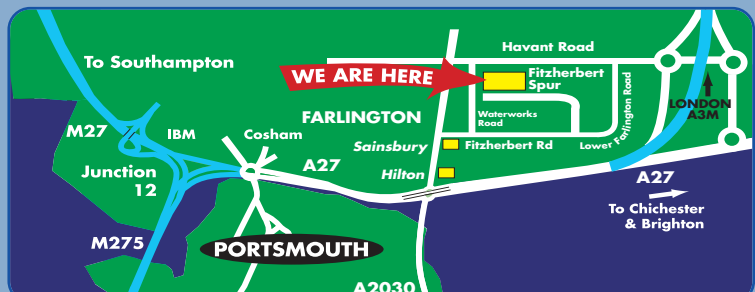 Havant Road
To Southampton
WE ARE HERE
Fitzherbert
Spur
LONDON
A3M
Lower Farlington Road
Waterworks
Road
FARLINGTON
M27
IBM
Cosham
Sainsbury
Fitzherbert Rd
A27
Junction
12
Hilton
A27
To Chichester
& Brighton
M275
PORTSMOUTH
A2030